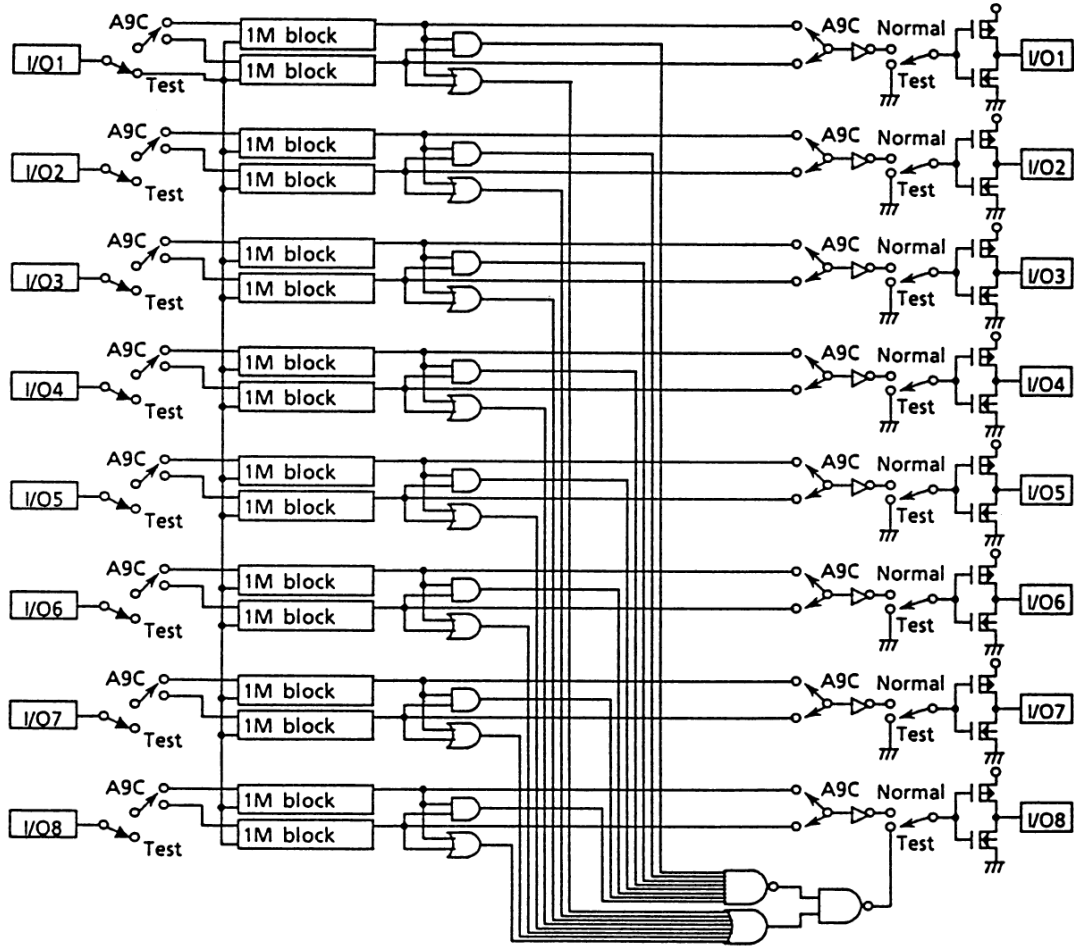 A9C 1M block A9C Normal
I/O1 1M block I/O1
Test Test
A9C 1M block A9C Normal
I/O2 1M block I/O2
Test Test
A9C 1M block A9C Normal
I/O3 1M block I/O3
Test Test
A9C 1M block A9C Normal
I/O4 1M block I/O4
Test Test
A9C 1M block A9C Normal
I/O5 1M block I/O5
Test Test
A9C 1M block A9C Normal
I/O6 1M block I/O6
Test Test
A9C 1M block A9C Normal
I/O7 1M block I/O7
Test Test
A9C 1M block A9C Normal
I/O8 1M block I/O8
Test Test